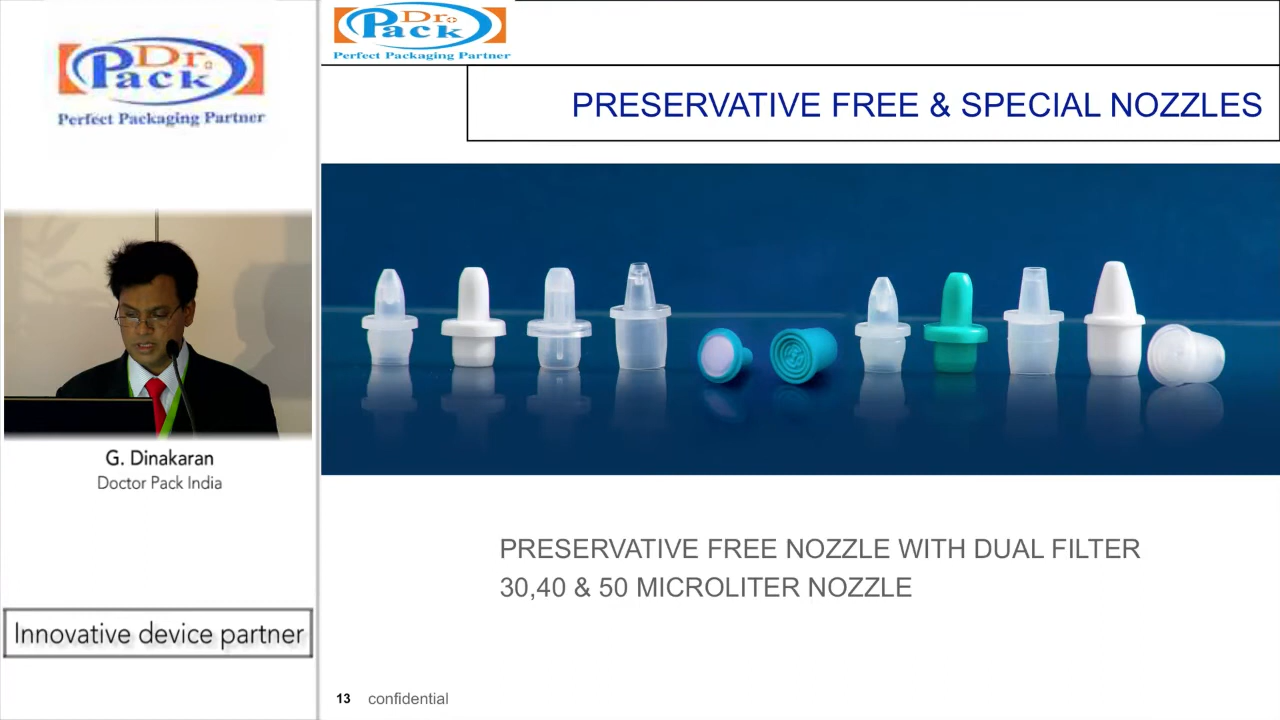 Dr. Pack
Perfect Packaging Partner
G. Dinakaran
Doctor Pack India
Innovative device partner
Dr. Pack
Perfect Packaging Partner
PRESERVATIVE FREE & SPECIAL NOZZLES
PRESERVATIVE FREE NOZZLE WITH DUAL FILTER
30,40 & 50 MICROLITER NOZZLE
13 confidential